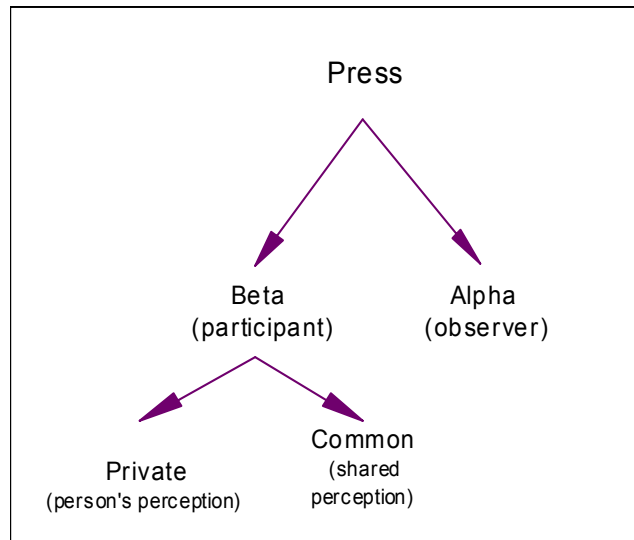 Press
Beta
(participant)
Alpha
(observer)
Private
(person's perception)
Common
(shared
perception)